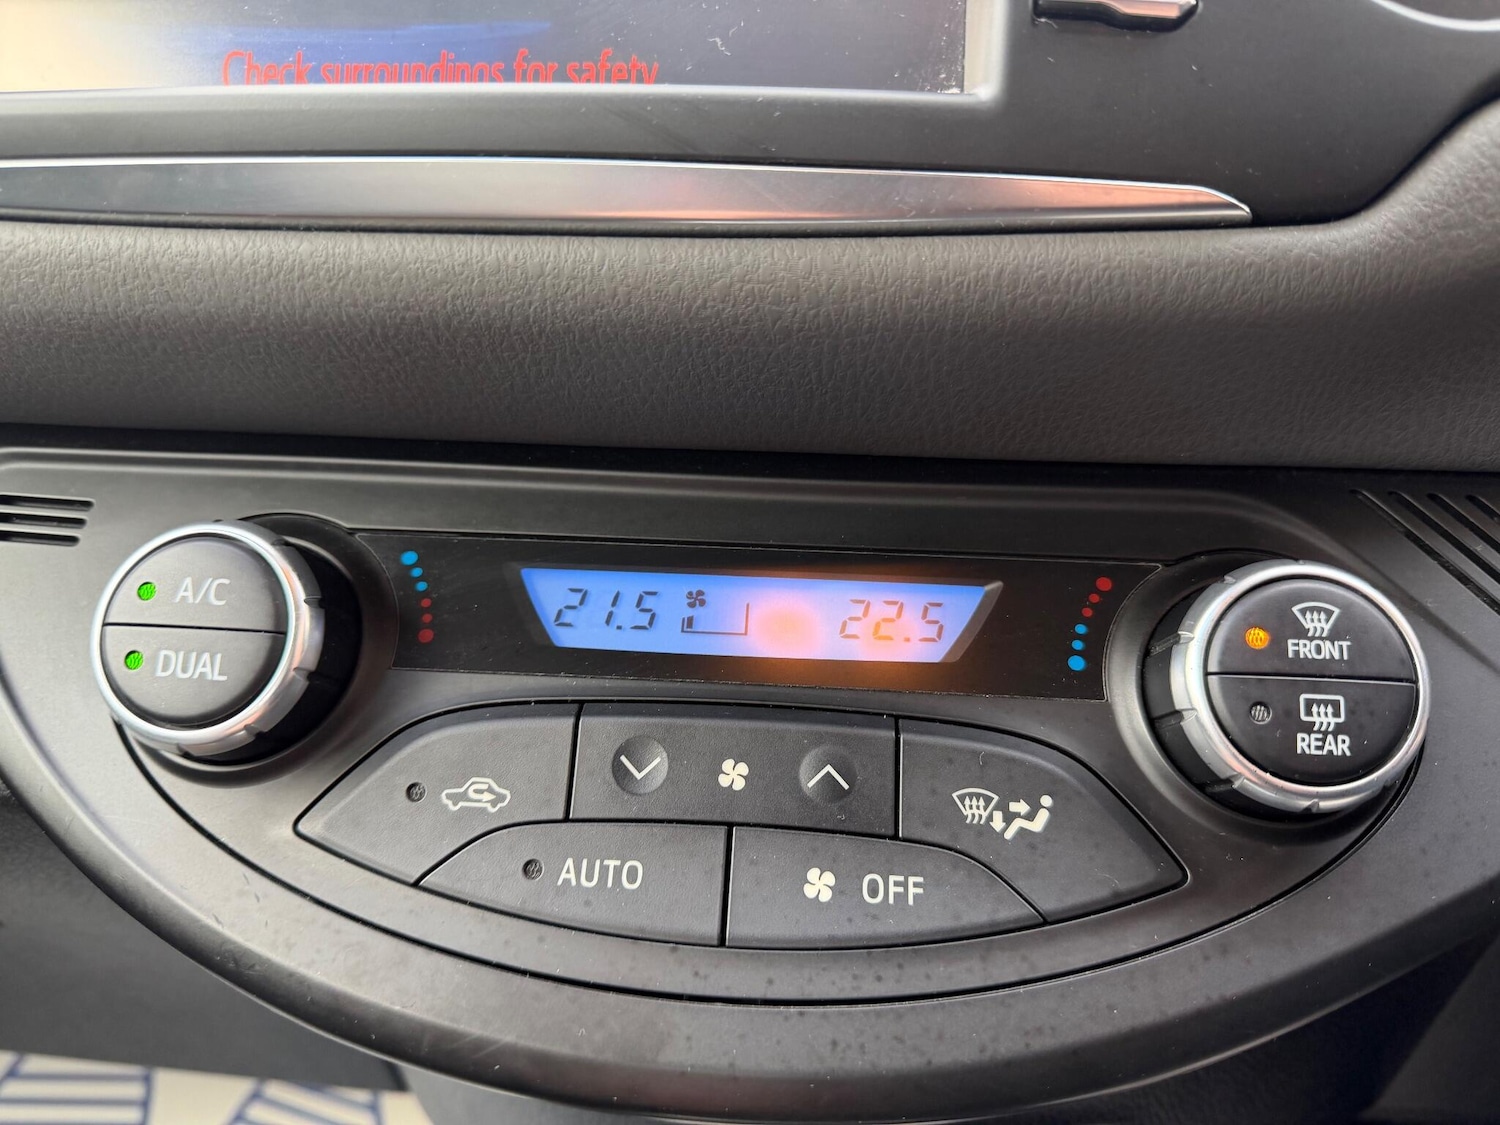 Check surroundings for safety
A/C
DUAL
21.5
22.5
FRONT
REAR
AUTO
OFF